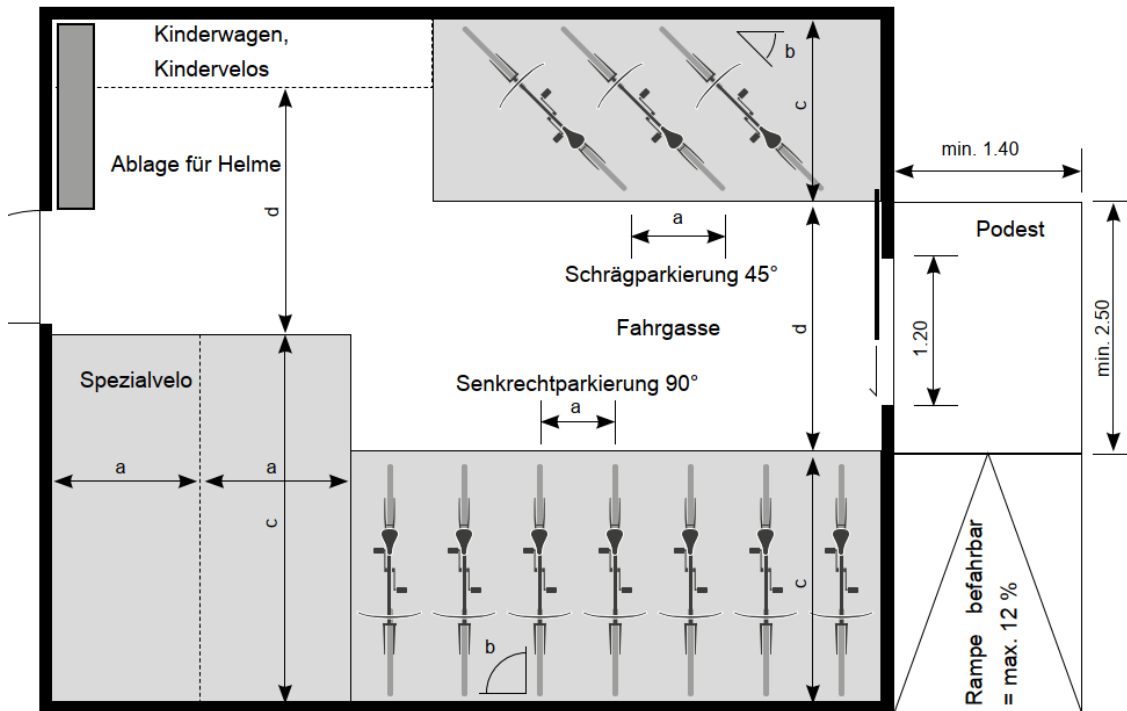 Kinderwagen,
Kindervelos
b
c
min. 1.40
Ablage für Helme
d
a
Podest
Schrägparkierung 45°
Fahrgasse
d
1.20
min. 2.50
Spezialvelo
Senkrechtparkierung 90°
a
a
a
c
c
b
Rampe befahrbar
= max. 12 %